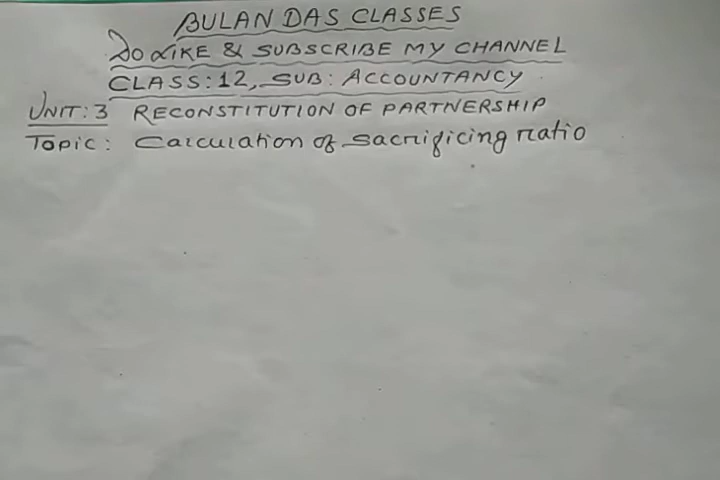 BULAN DAS CLASSES
DO LIKE & SUBSCRIBE MY CHANNEL
CLASS: 12, SUB: ACCOUNTANCY
UNIT: 3 RECONSTITUTION OF PARTNERSHIP
Topic: Calculation of sacrificing ratio